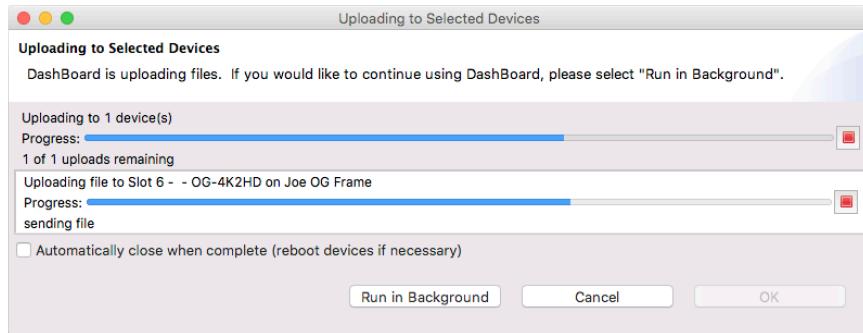 Uploading to Selected Devices
Uploading to Selected Devices
DashBoard is uploading files. If you would like to continue using DashBoard, please select "Run in Background".
Uploading to 1 device(s)
Progress:
1 of 1 uploads remaining
Uploading file to Slot 6 - - OG-4K2HD on Joe OG Frame
Progress:
sending file
Automatically close when complete (reboot devices if necessary)
Run in Background Cancel OK